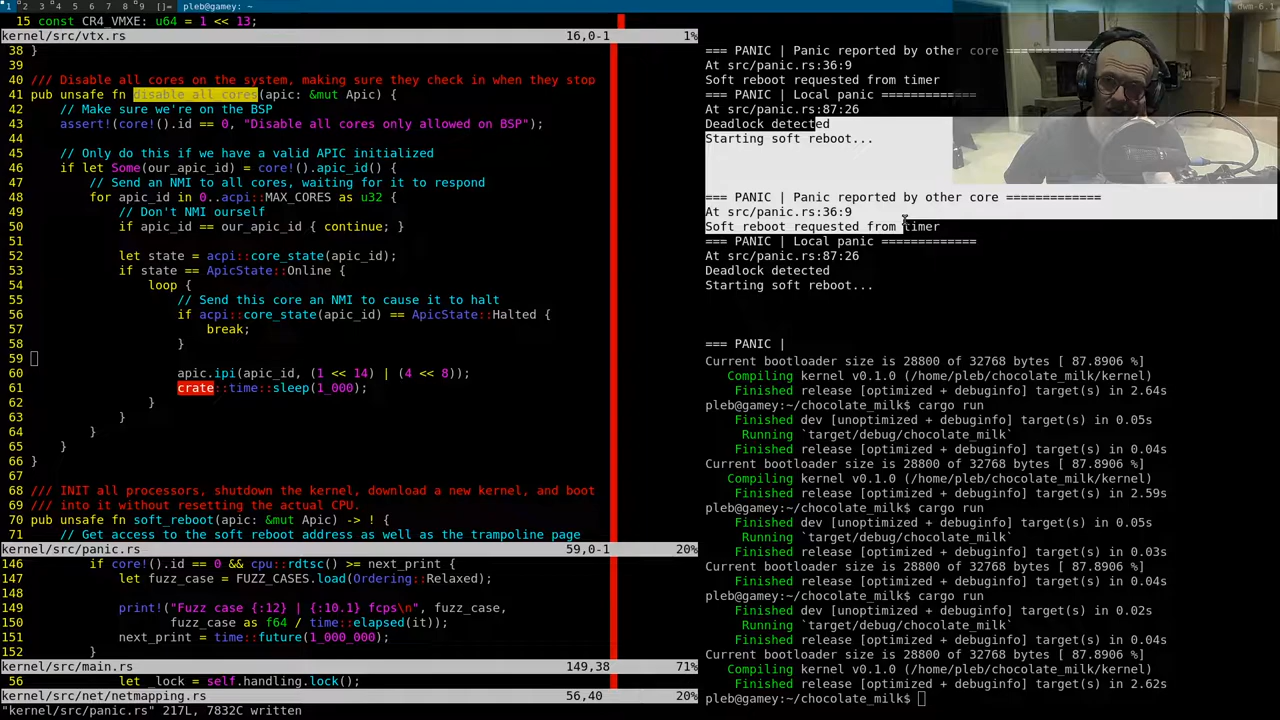 1 2 3 4 5 6 7 8 9 []= pleb@gamey: ~ dwm-6.1
15 const CR4_VMXE: u64 = 1 << 13;
kernel/src/vtx.rs 16,0-1 1%
38 }
39
40 /// Disable all cores on the system, making sure they check in when they stop
41 pub unsafe fn disable_all_cores(apic: &mut Apic) {
42 // Make sure we're on the BSP
43 assert!(core!().id == 0, "Disable all cores only allowed on BSP");
44
45 // Only do this if we have a valid APIC initialized
46 if let Some(our_apic_id) = core!().apic_id() {
47 // Send an NMI to all cores, waiting for it to respond
48 for apic_id in 0..acpi::MAX_CORES as u32 {
49 // Don't NMI ourself
50 if apic_id == our_apic_id { continue; }
51
52 let state = acpi::core_state(apic_id);
53 if state == ApicState::Online {
54 loop {
55 // Send this core an NMI to cause it to halt
56 if acpi::core_state(apic_id) == ApicState::Halted {
57 break;
58 }
59
60 apic.ipi(apic_id, (1 << 14) | (4 << 8));
61 crate::time::sleep(1_000);
62 }
63 }
64 }
65 }
66 }
67
68 /// INIT all processors, shutdown the kernel, download a new kernel, and boot
69 /// into it without resetting the actual CPU.
70 pub unsafe fn soft_reboot(apic: &mut Apic) -> ! {
71 // Get access to the soft reboot address as well as the trampoline page
kernel/src/panic.rs 59,0-1 20%
146 if core!().id == 0 && cpu::rdtsc() >= next_print {
147 let fuzz_case = FUZZ_CASES.load(Ordering::Relaxed);
148
149 print!("Fuzz case {:12} | {:10.1} fcps\n", fuzz_case,
150 fuzz_case as f64 / time::elapsed(it));
151 next_print = time::future(1_000_000);
152 }
kernel/src/main.rs 149,38 71%
56 let _lock = self.handling.lock();
kernel/src/net/netmapping.rs 56,40 20%
"kernel/src/panic.rs" 217L, 7832C written
=== PANIC | Panic reported by other core =============
At src/panic.rs:36:9
Soft reboot requested from timer
=== PANIC | Local panic =============
At src/panic.rs:87:26
Deadlock detected
Starting soft reboot...
=== PANIC | Panic reported by other core =============
At src/panic.rs:36:9
Soft reboot requested from timer
=== PANIC | Local panic =============
At src/panic.rs:87:26
Deadlock detected
Starting soft reboot...
=== PANIC |
Current bootloader size is 28800 of 32768 bytes [ 87.8906 %]
Compiling kernel v0.1.0 (/home/pleb/chocolate_milk/kernel)
Finished release [optimized + debuginfo] target(s) in 2.64s
pleb@gamey:~/chocolate_milk$ cargo run
Finished dev [unoptimized + debuginfo] target(s) in 0.05s
Running `target/debug/chocolate_milk`
Finished release [optimized + debuginfo] target(s) in 0.04s
Current bootloader size is 28800 of 32768 bytes [ 87.8906 %]
Compiling kernel v0.1.0 (/home/pleb/chocolate_milk/kernel)
Finished release [optimized + debuginfo] target(s) in 2.59s
pleb@gamey:~/chocolate_milk$ cargo run
Finished dev [unoptimized + debuginfo] target(s) in 0.05s
Running `target/debug/chocolate_milk`
Finished release [optimized + debuginfo] target(s) in 0.03s
Current bootloader size is 28800 of 32768 bytes [ 87.8906 %]
Finished release [optimized + debuginfo] target(s) in 0.04s
pleb@gamey:~/chocolate_milk$ cargo run
Finished dev [unoptimized + debuginfo] target(s) in 0.02s
Running `target/debug/chocolate_milk`
Finished release [optimized + debuginfo] target(s) in 0.04s
Current bootloader size is 28800 of 32768 bytes [ 87.8906 %]
Compiling kernel v0.1.0 (/home/pleb/chocolate_milk/kernel)
Finished release [optimized + debuginfo] target(s) in 2.62s
pleb@gamey:~/chocolate_milk$